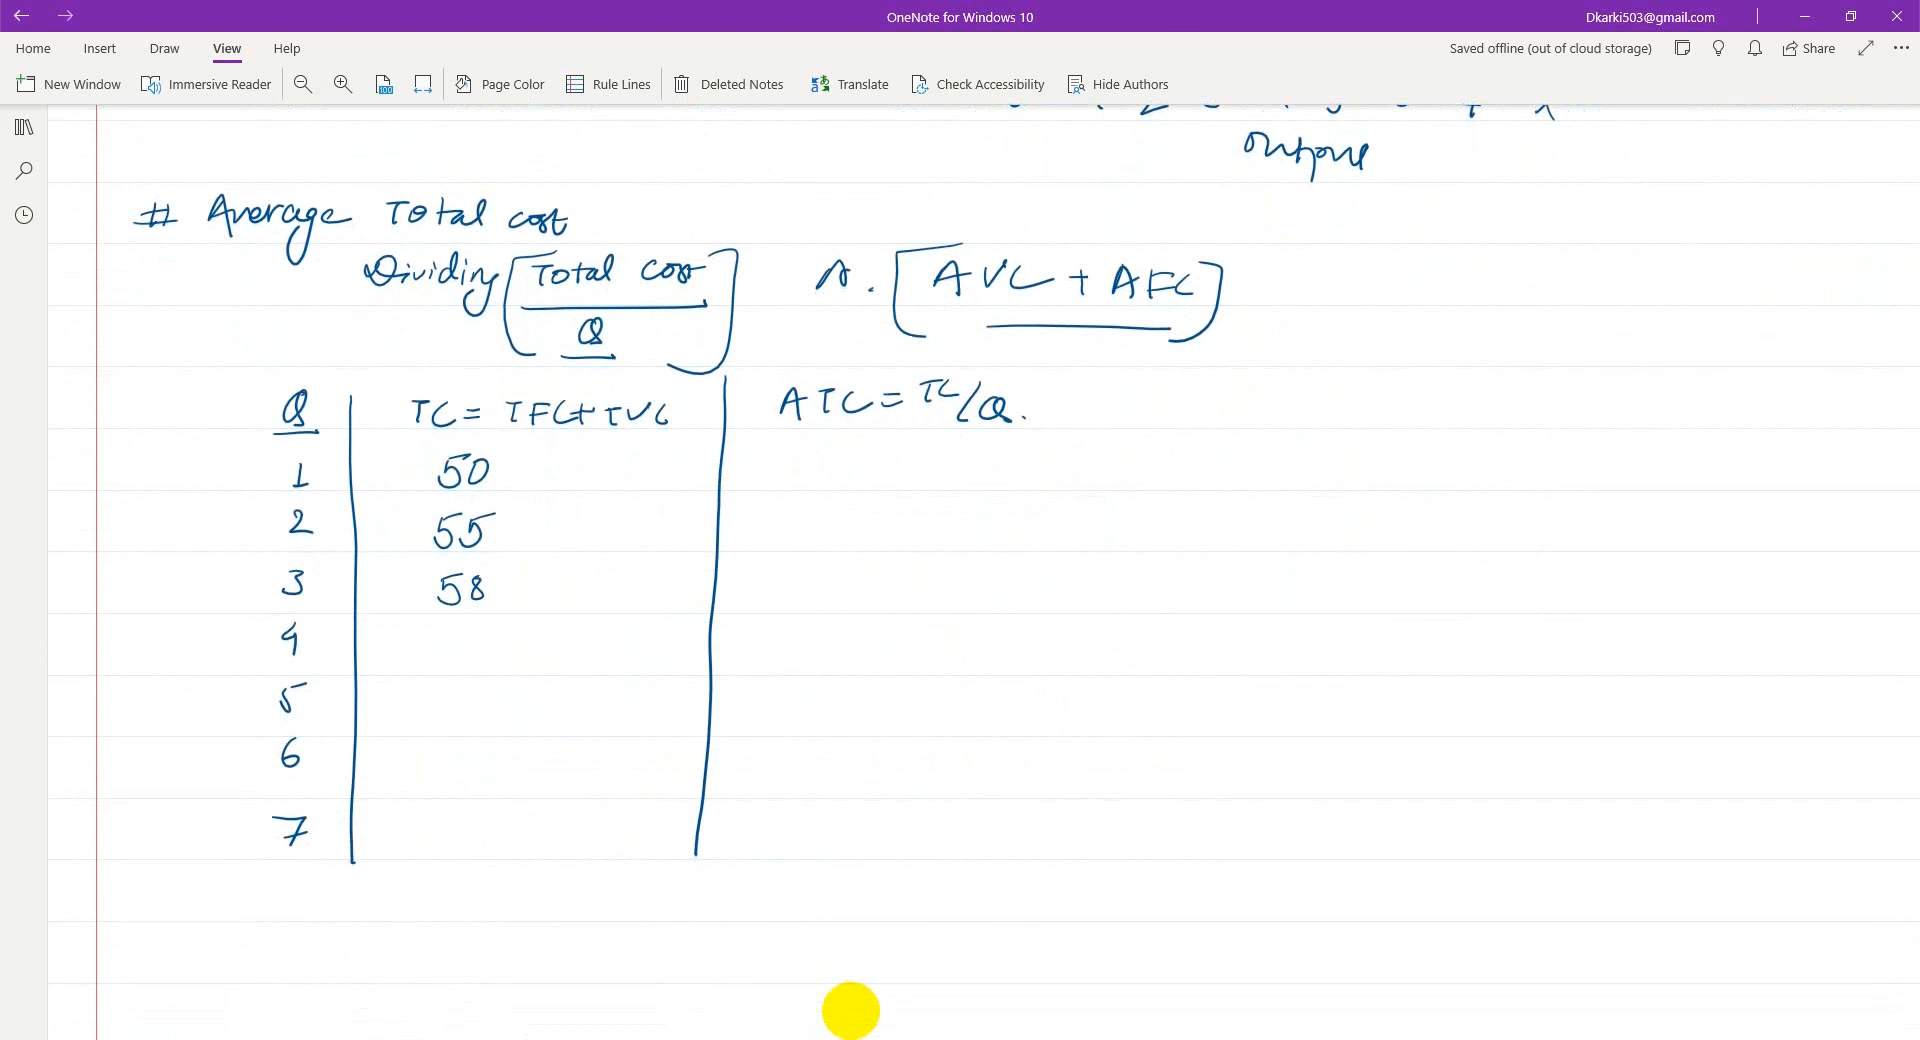 OneNote for Windows 10 Dkarki503@gmail.com
Home Insert Draw View Help Saved offline (out of cloud storage) Share
New Window Immersive Reader Page Color Rule Lines Deleted Notes Translate Check Accessibility Hide Authors
# Average Total cost
Dividing [Total cost / Q] [AVC + AFC]
Q TC = TFC + TVC ATC = TC/Q.
1 50
2 55
3 58
4
5
6
7